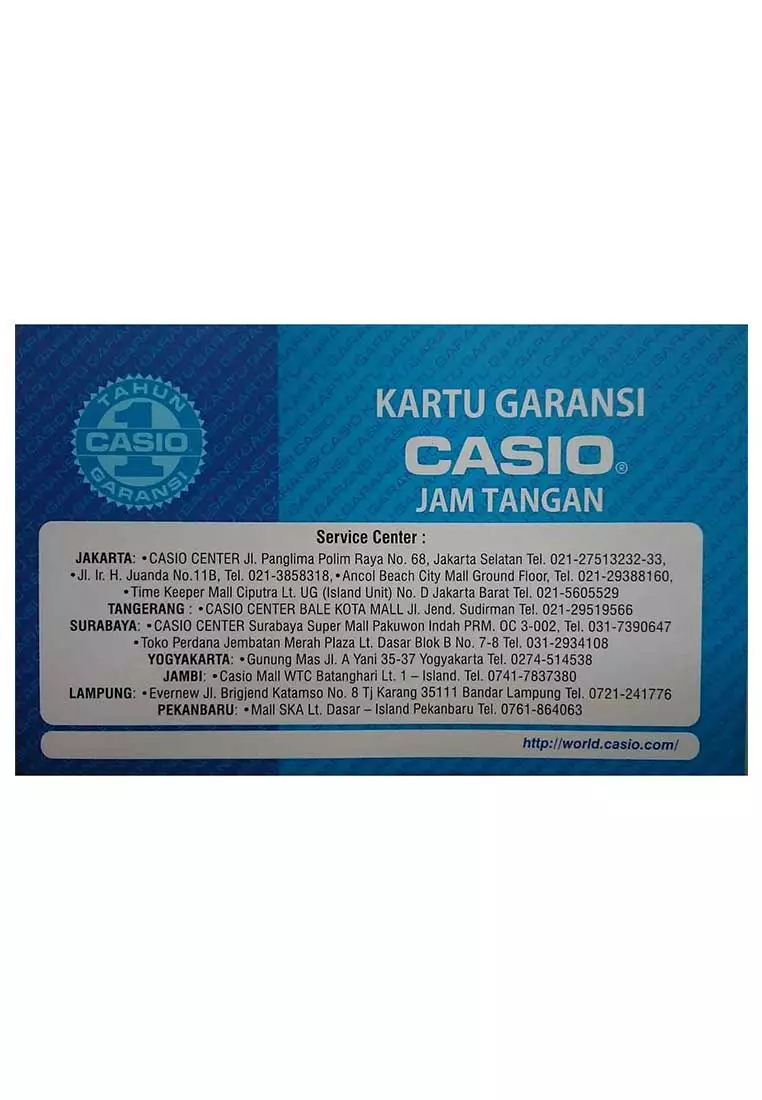 TAHUN
1
CASIO
GARANSI
KARTU GARANSI
CASIO®
JAM TANGAN
Service Center :
JAKARTA: •CASIO CENTER Jl. Panglima Polim Raya No. 68, Jakarta Selatan Tel. 021-27513232-33,
•Jl. Ir. H. Juanda No.11B, Tel. 021-3858318, •Ancol Beach City Mall Ground Floor, Tel. 021-29388160,
•Time Keeper Mall Ciputra Lt. UG (Island Unit) No. D Jakarta Barat Tel. 021-5605529
TANGERANG : •CASIO CENTER BALE KOTA MALL Jl. Jend. Sudirman Tel. 021-29519566
SURABAYA: •CASIO CENTER Surabaya Super Mall Pakuwon Indah PRM. OC 3-002, Tel. 031-7390647
•Toko Perdana Jembatan Merah Plaza Lt. Dasar Blok B No. 7-8 Tel. 031-2934108
YOGYAKARTA: •Gunung Mas Jl. A Yani 35-37 Yogyakarta Tel. 0274-514538
JAMBI: •Casio Mall WTC Batanghari Lt. 1 – Island. Tel. 0741-7837380
LAMPUNG: •Evernew Jl. Brigjend Katamso No. 8 Tj Karang 35111 Bandar Lampung Tel. 0721-241776
PEKANBARU: •Mall SKA Lt. Dasar – Island Pekanbaru Tel. 0761-864063
http://world.casio.com/